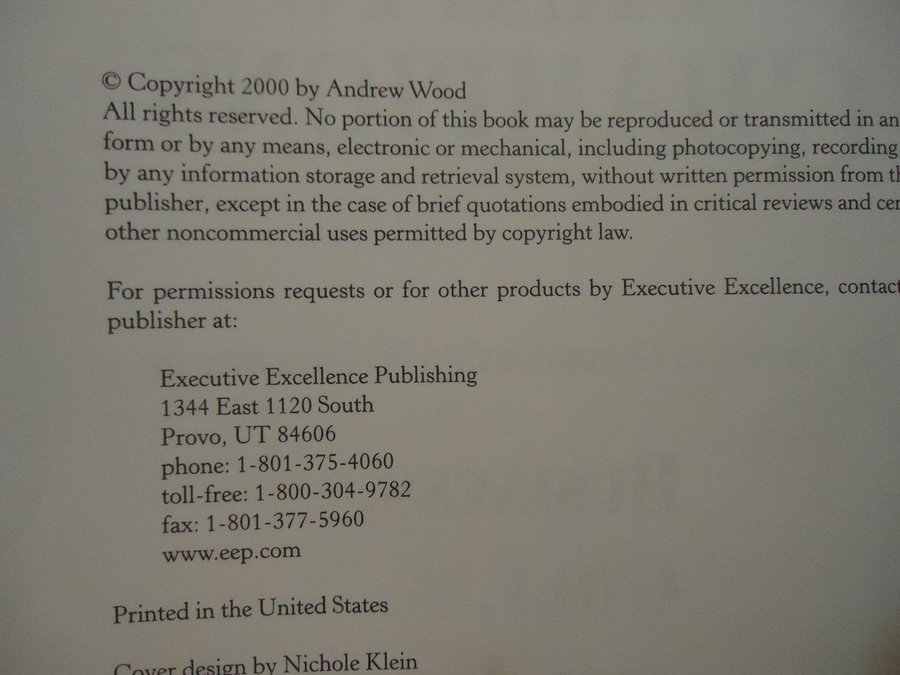 © Copyright 2000 by Andrew Wood
All rights reserved. No portion of this book may be reproduced or transmitted in an
form or by any means, electronic or mechanical, including photocopying, recording
by any information storage and retrieval system, without written permission from th
publisher, except in the case of brief quotations embodied in critical reviews and cer
other noncommercial uses permitted by copyright law.
For permissions requests or for other products by Executive Excellence, contact
publisher at:
Executive Excellence Publishing
1344 East 1120 South
Provo, UT 84606
phone: 1-801-375-4060
toll-free: 1-800-304-9782
fax: 1-801-377-5960
www.eep.com
Printed in the United States
Cover design by Nichole Klein